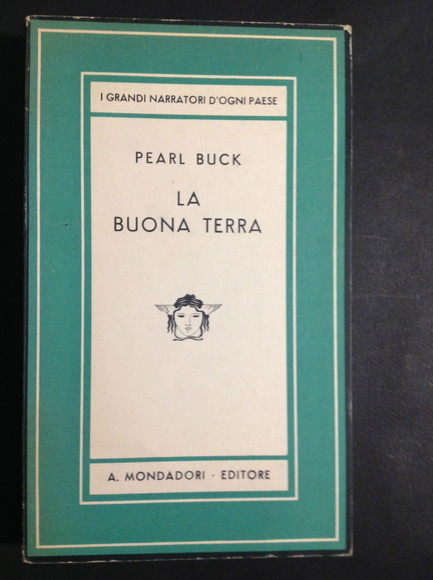 I GRANDI NARRATORI D'OGNI PAESE
PEARL BUCK
LA
BUONA TERRA
A. MONDADORI · EDITORE